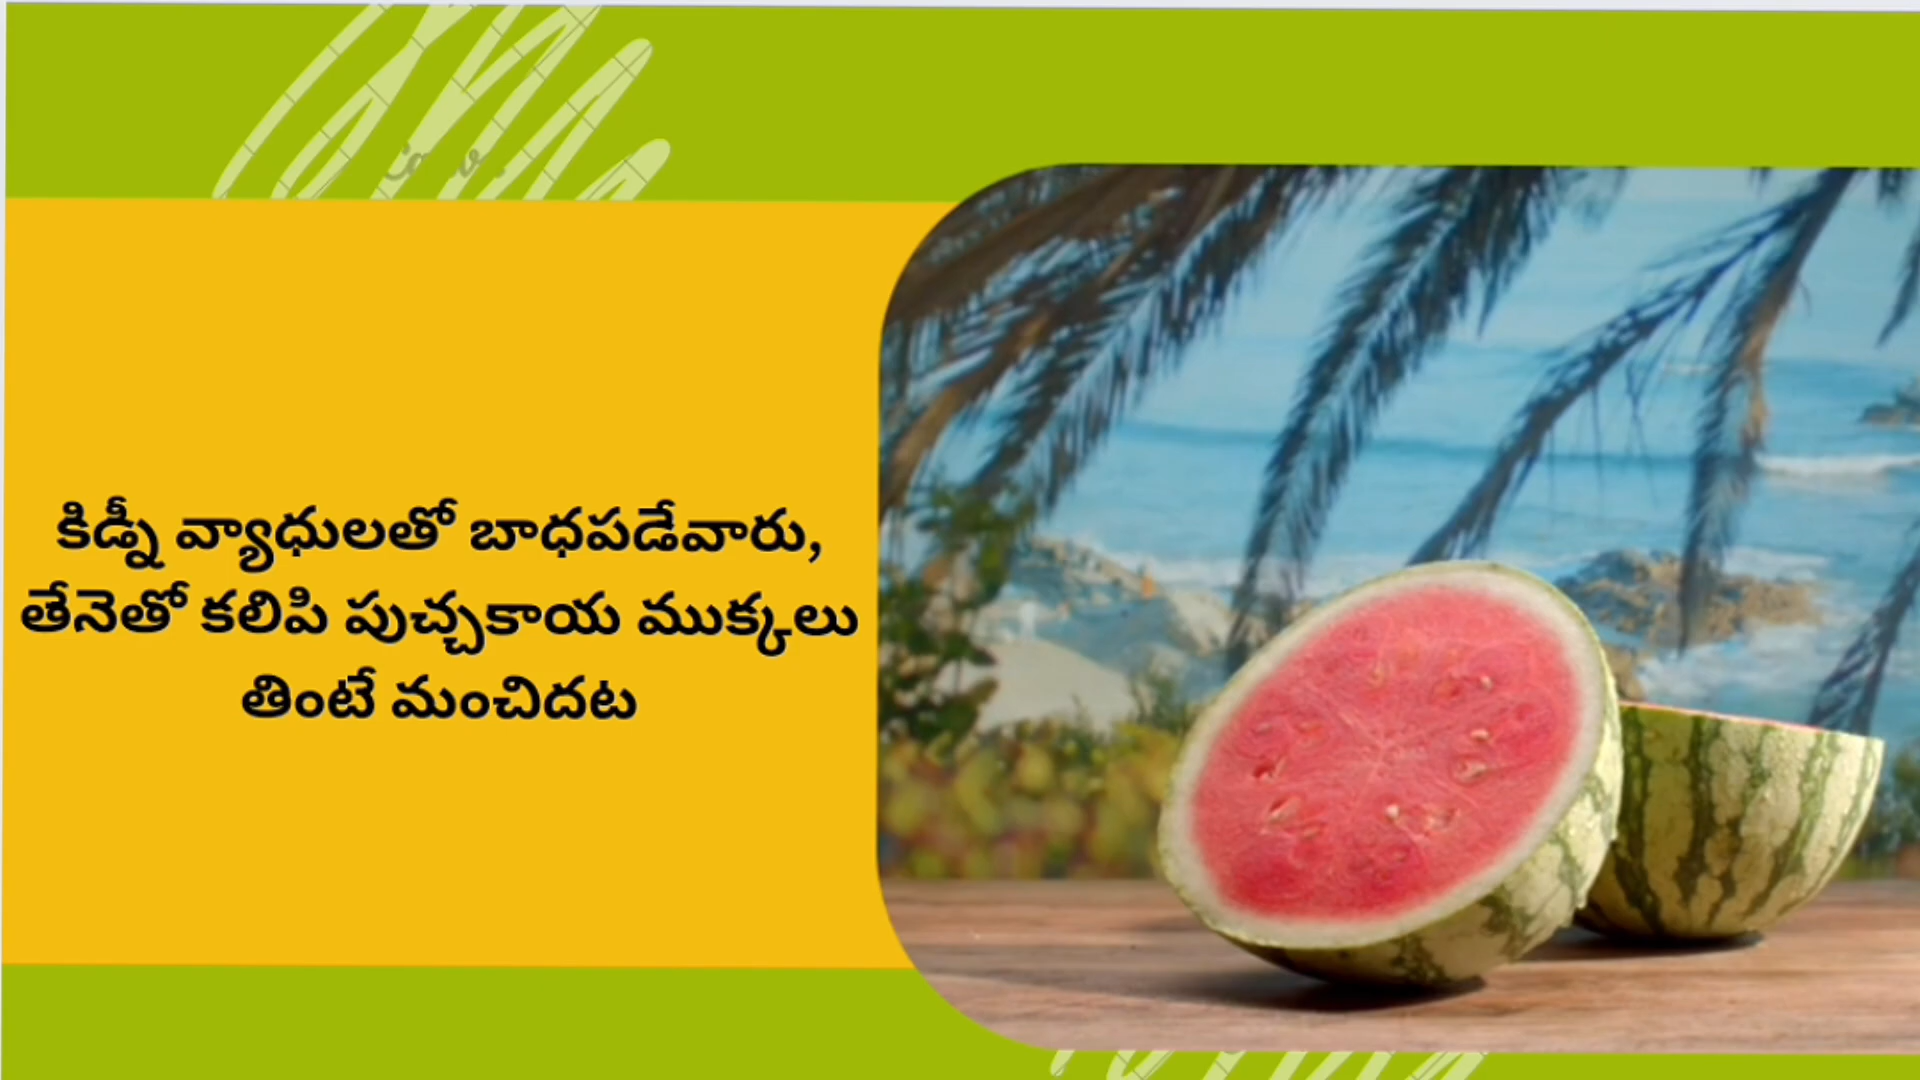 కిడ్నీ వ్యాధులతో బాధపడేవారు,
తేనెతో కలిపి పుచ్చకాయ ముక్కలు
తింటే మంచిదట